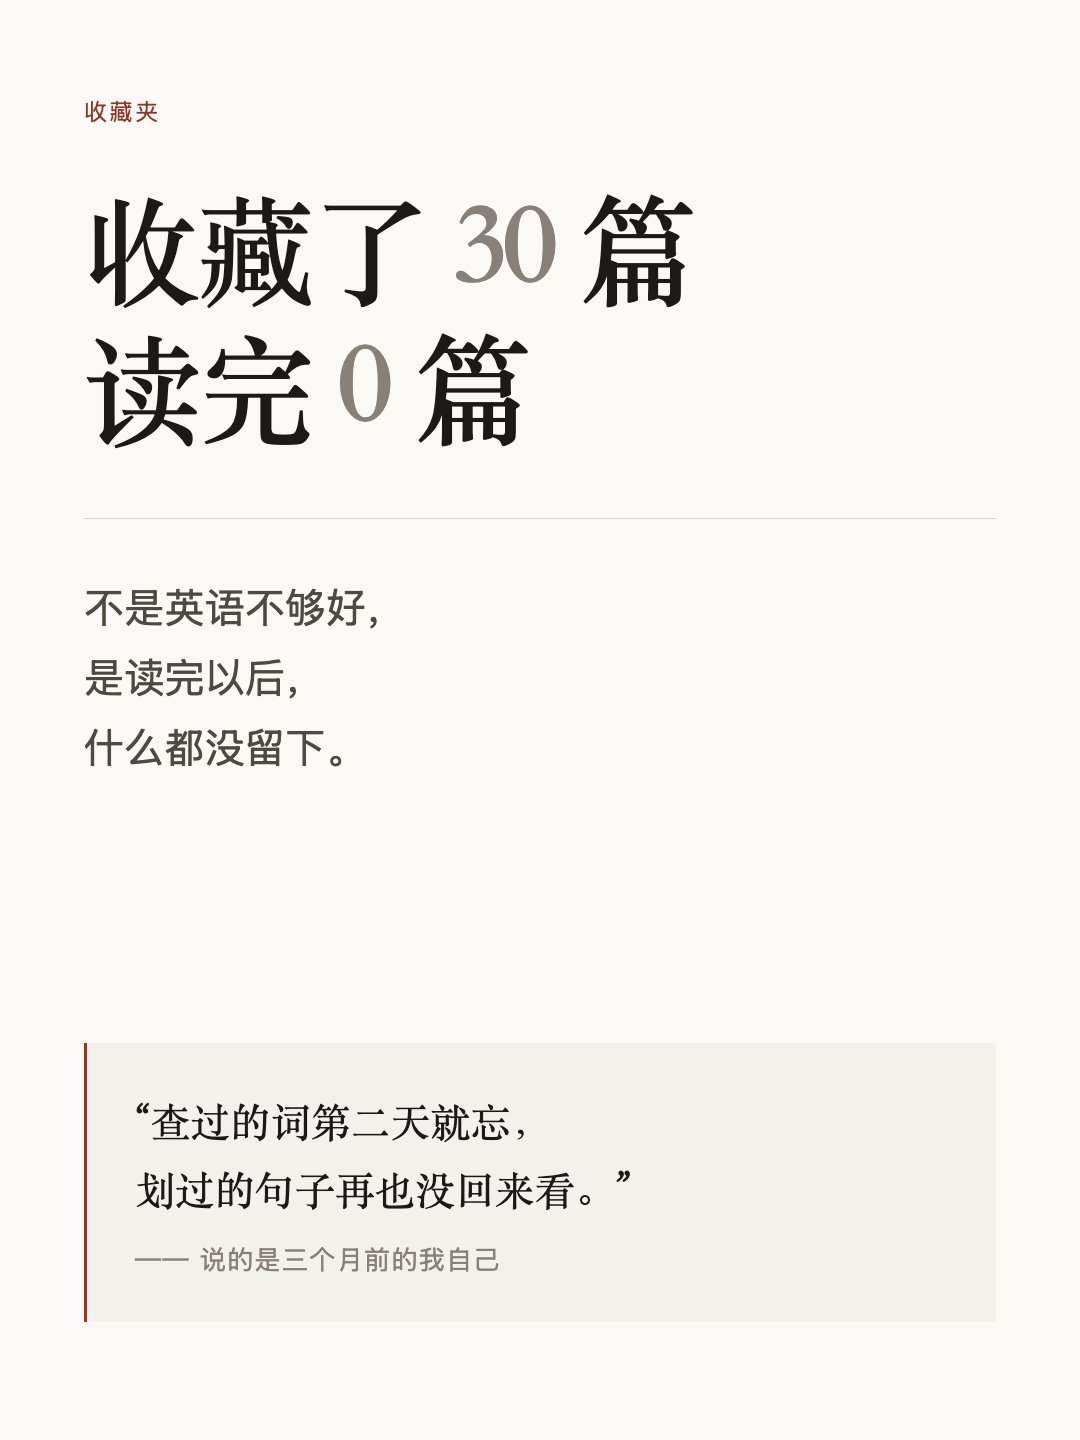 收藏夹
收藏了 30 篇
读完 0 篇
不是英语不够好，
是读完以后，
什么都没留下。
“查过的词第二天就忘，
划过的句子再也没回来看。”
—— 说的是三个月前的我自己